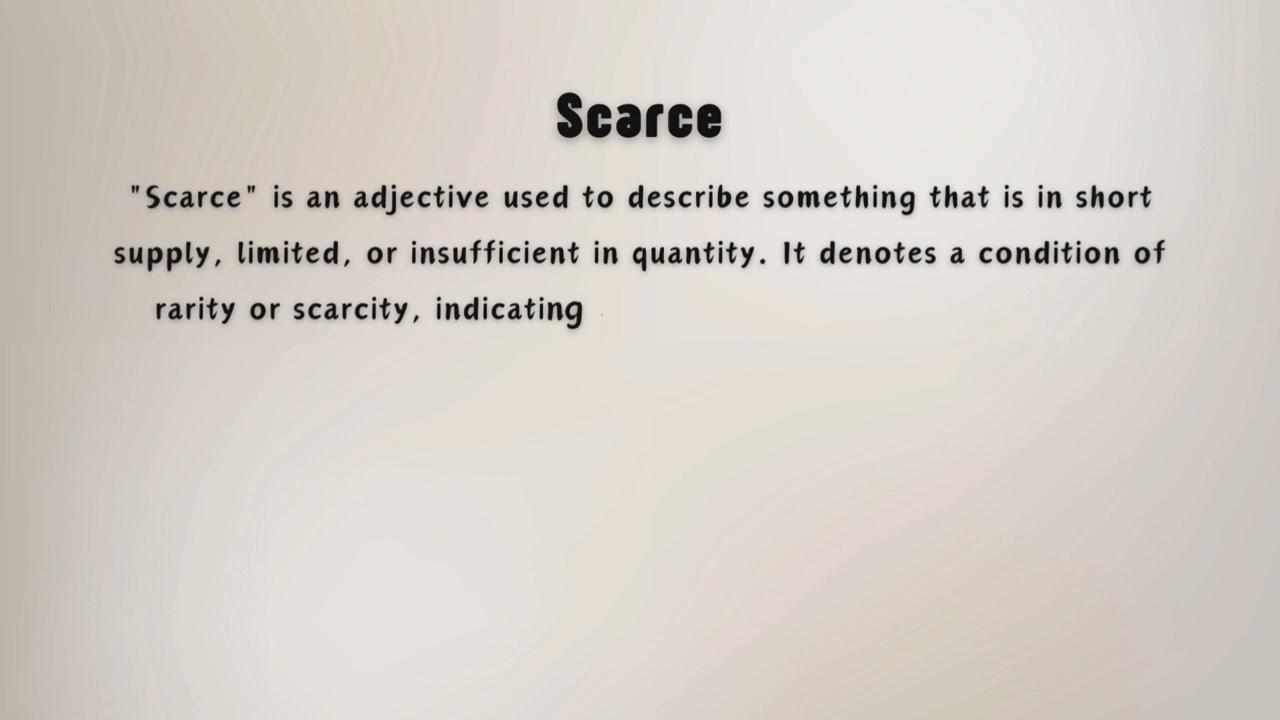 Scarce
"Scarce" is an adjective used to describe something that is in short
supply, limited, or insufficient in quantity. It denotes a condition of
rarity or scarcity, indicating